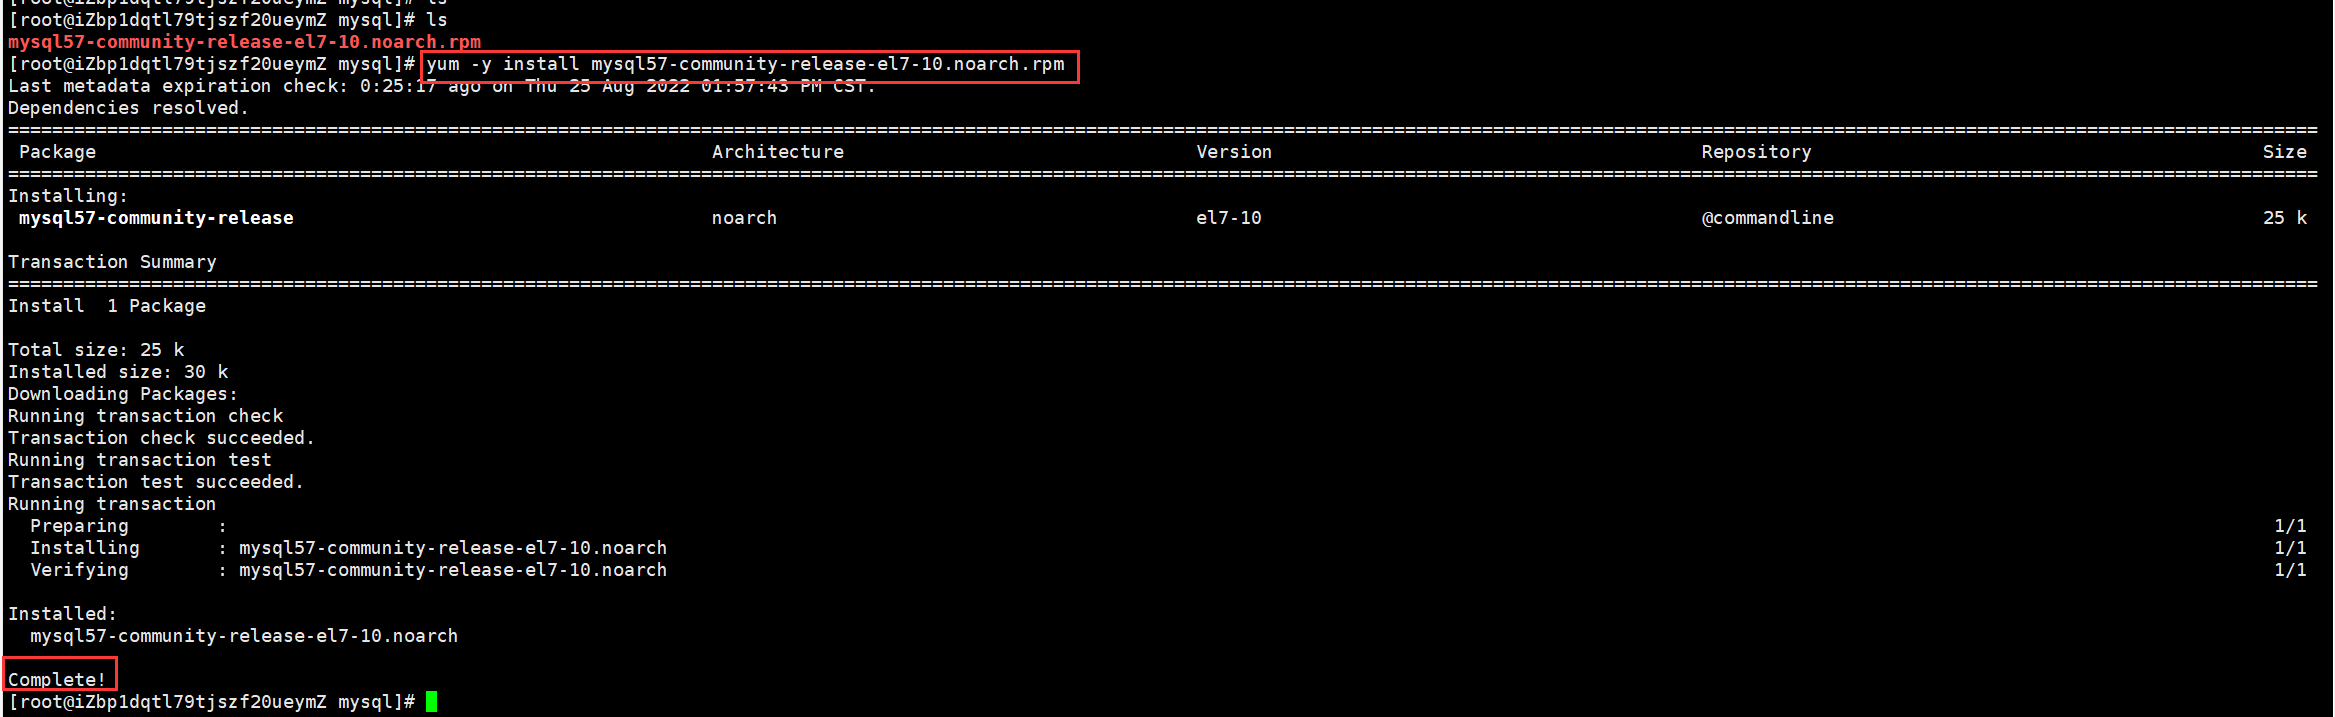 [root@iZbp1dqtl79tjszf20ueymZ mysql]# ls
[root@iZbp1dqtl79tjszf20ueymZ mysql]# ls
mysql57-community-release-el7-10.noarch.rpm
[root@iZbp1dqtl79tjszf20ueymZ mysql]# yum -y install mysql57-community-release-el7-10.noarch.rpm
Last metadata expiration check: 0:25:17 ago on Thu 25 Aug 2022 01:57:43 PM CST.
Dependencies resolved.
Package Architecture Version Repository Size
Installing:
mysql57-community-release noarch el7-10 @commandline 25 k
Transaction Summary
Install 1 Package
Total size: 25 k
Installed size: 30 k
Downloading Packages:
Running transaction check
Transaction check succeeded.
Running transaction test
Transaction test succeeded.
Running transaction
Preparing : 1/1
Installing : mysql57-community-release-el7-10.noarch 1/1
Verifying : mysql57-community-release-el7-10.noarch 1/1
Installed:
mysql57-community-release-el7-10.noarch
Complete!
[root@iZbp1dqtl79tjszf20ueymZ mysql]#